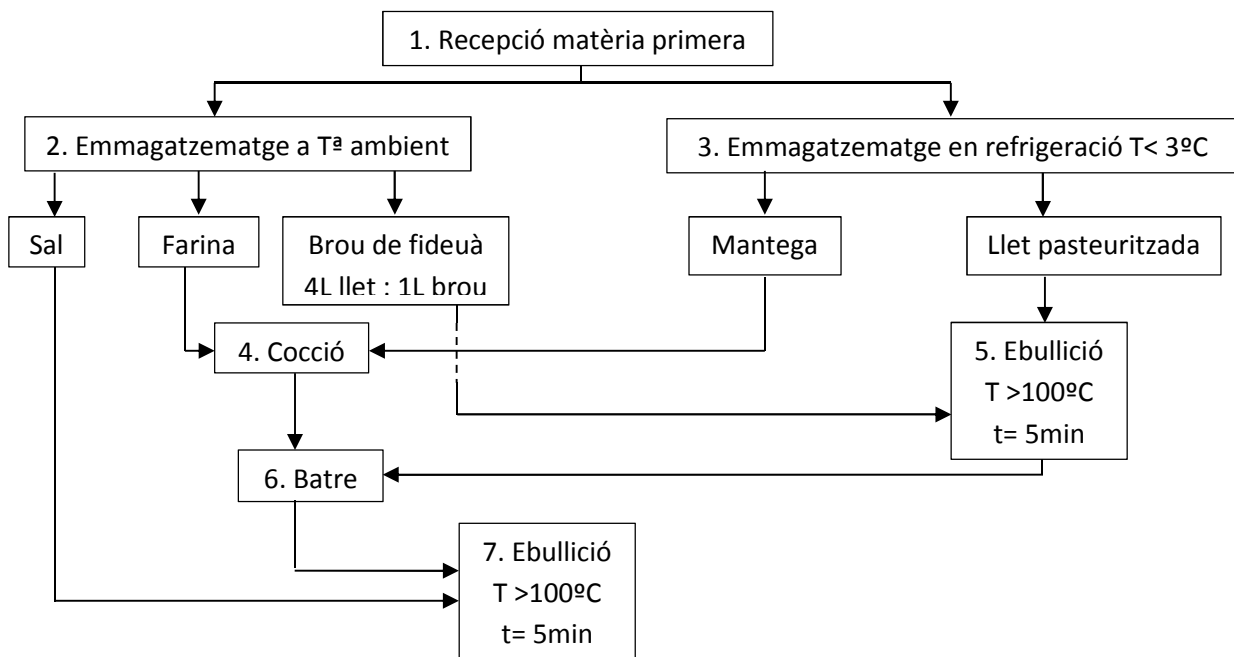 1. Recepció matèria primera
2. Emmagatzematge a Tª ambient
3. Emmagatzematge en refrigeració T< 3ºC
Sal
Farina
Brou de fideuà
4L llet : 1L brou
Mantega
Llet pasteuritzada
4. Cocció
5. Ebullició
T >100ºC
t= 5min
6. Batre
7. Ebullició
T >100ºC
t= 5min